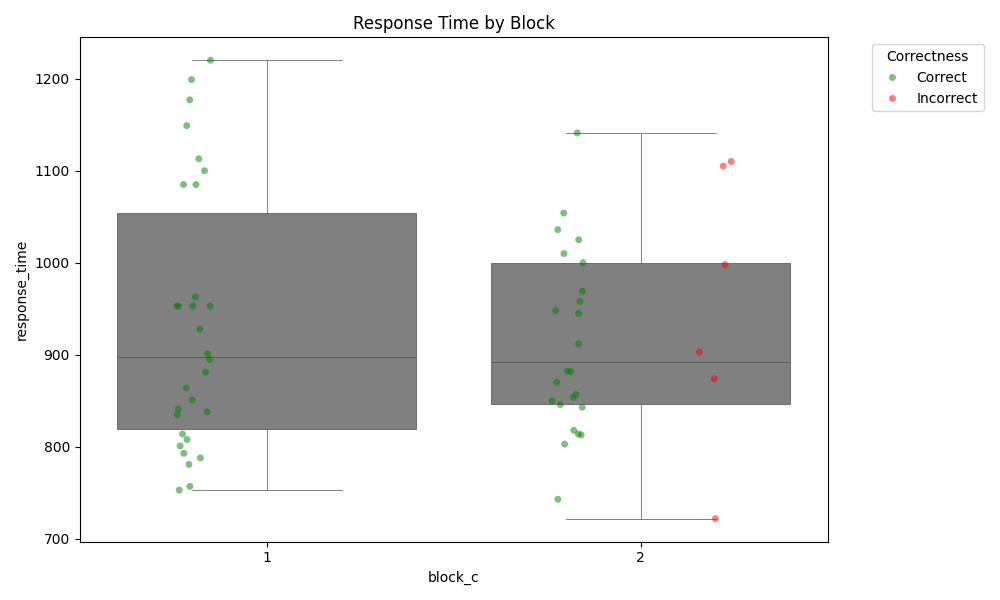 Response Time by Block
Correctness
Correct
Incorrect
response_time
1200
1100
1000
900
800
700
1
2
block_c